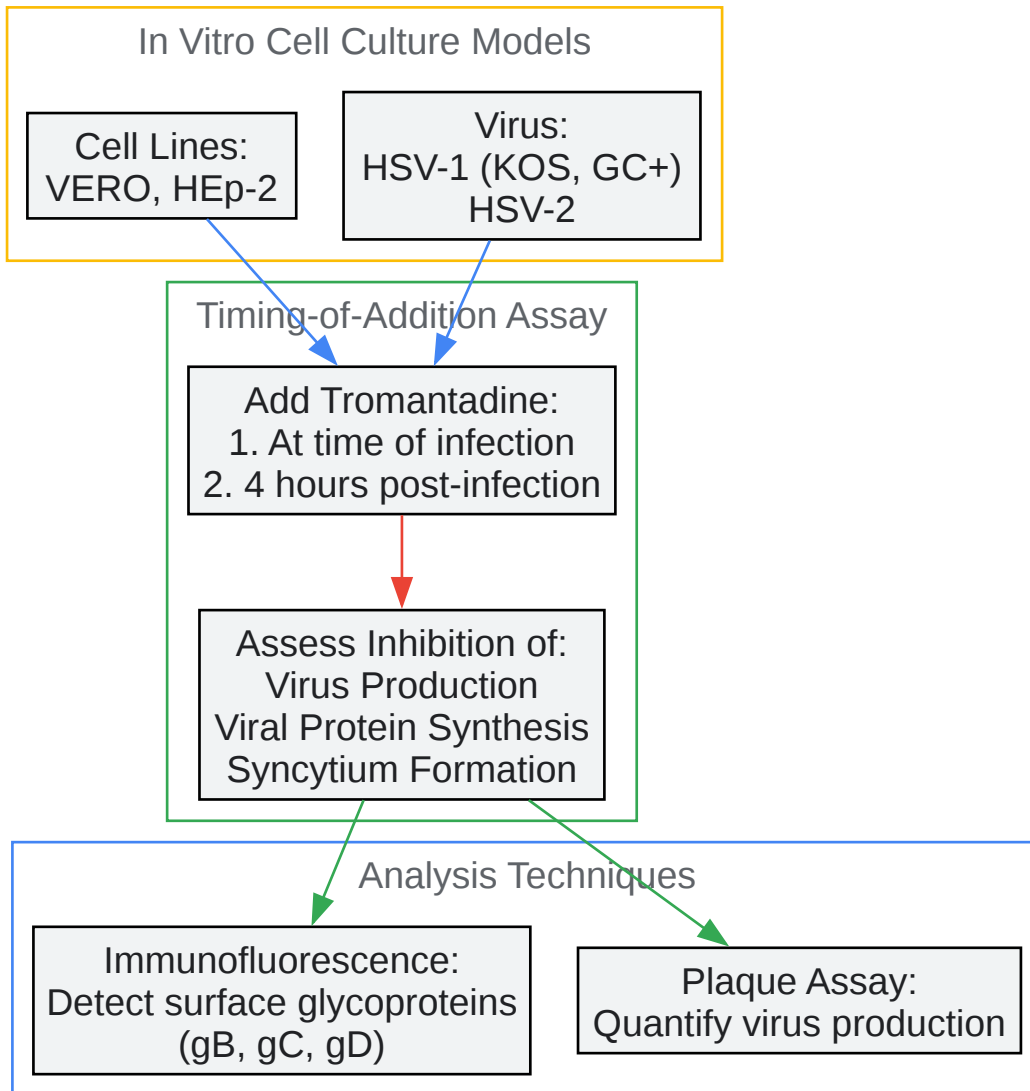 In Vitro Cell Culture Models
Cell Lines:
VERO, HEp-2
Virus:
HSV-1 (KOS, GC+)
HSV-2
Timing-of-Addition Assay
Add Tromantadine:
1. At time of infection
2. 4 hours post-infection
Assess Inhibition of:
Virus Production
Viral Protein Synthesis
Syncytium Formation
Analysis Techniques
Immunofluorescence:
Detect surface glycoproteins
(gB, gC, gD)
Plaque Assay:
Quantify virus production